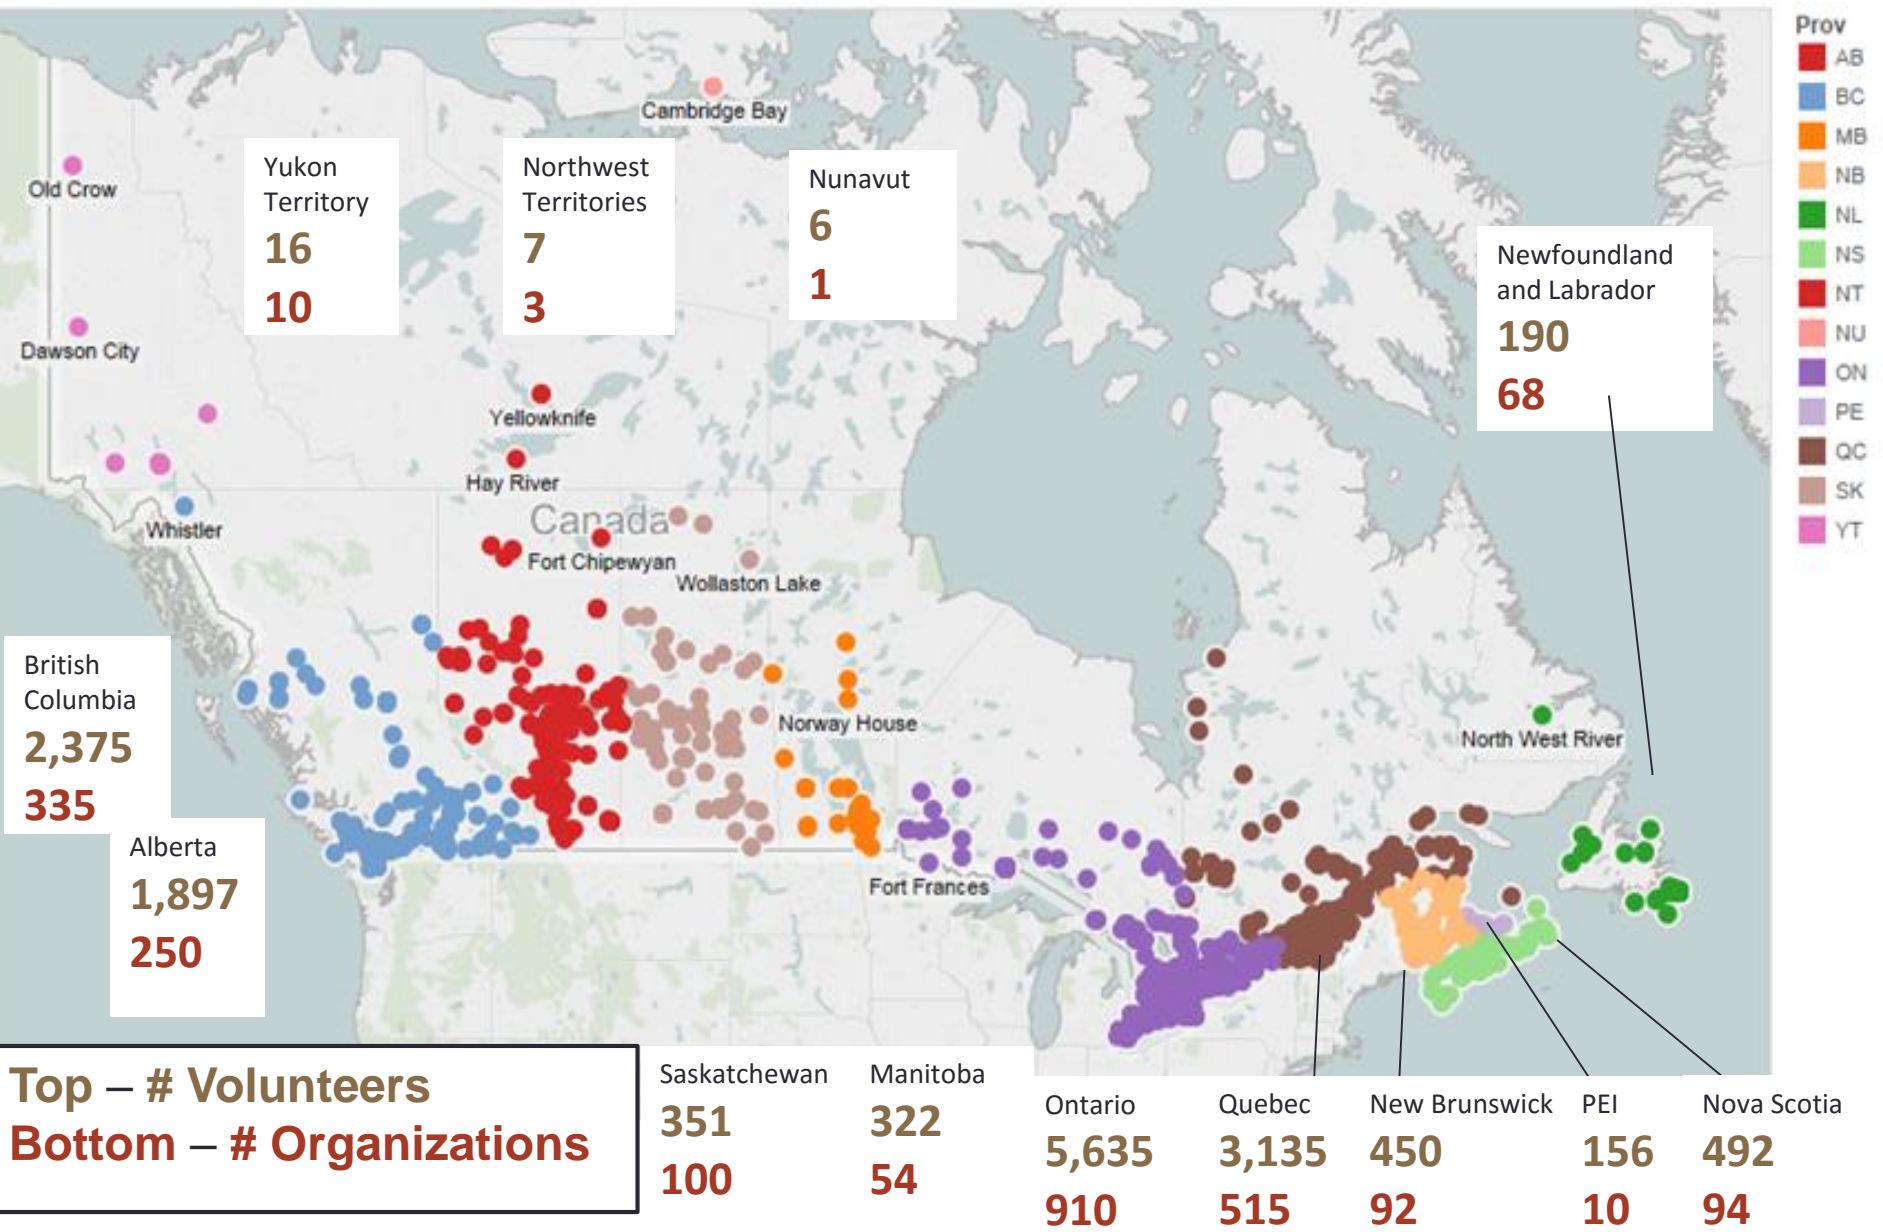 Prov
AB
BC
MB
NB
NL
NS
NT
NU
ON
PE
QC
SK
YT
Cambridge Bay
Old Crow
Yukon
Territory
16
10
Northwest
Territories
7
3
Nunavut
6
1
Newfoundland
and Labrador
190
68
Dawson City
Yellowknife
Hay River
Canada
Whistler
Fort Chipewyan
Wollaston Lake
British
Columbia
2,375
335
Norway House
North West River
Alberta
1,897
250
Fort Frances
Top – # Volunteers
Bottom – # Organizations
Saskatchewan
351
100
Manitoba
322
54
Ontario
5,635
910
Quebec
3,135
515
New Brunswick
450
92
PEI
156
10
Nova Scotia
492
94